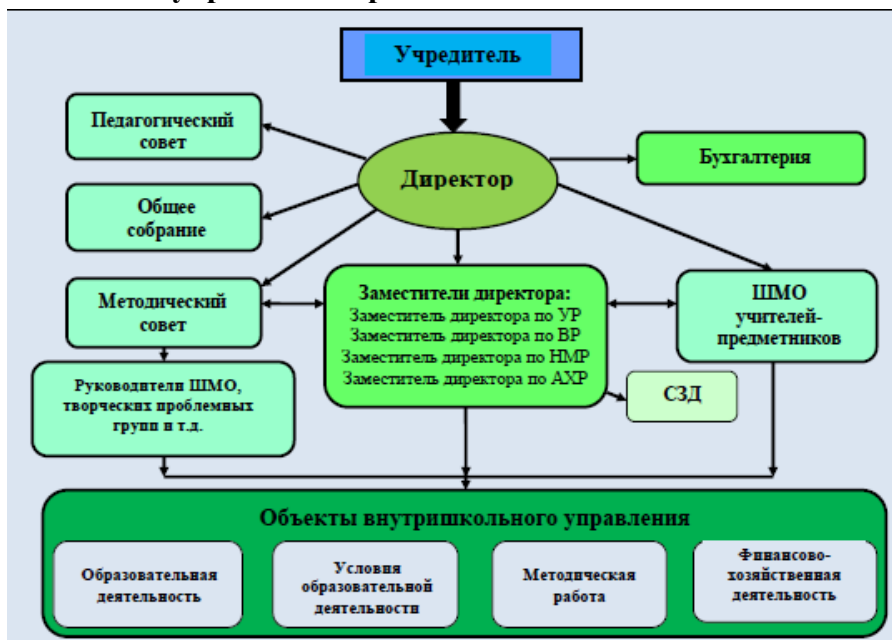 Учредитель
Педагогический
совет
Директор
Бухгалтерия
Общее
собрание
Методический
совет
Заместители директора:
Заместитель директора по УР
Заместитель директора по ВР
Заместитель директора по НМР
Заместитель директора по АХР
ШМО
учителей-
предметников
Руководители ШМО,
творческих проблемных
групп и т.д.
СЗД
Объекты внутришкольного управления
Образовательная
деятельность
Условия
образовательной
деятельности
Методическая
работа
Финансово-
хозяйственная
деятельность